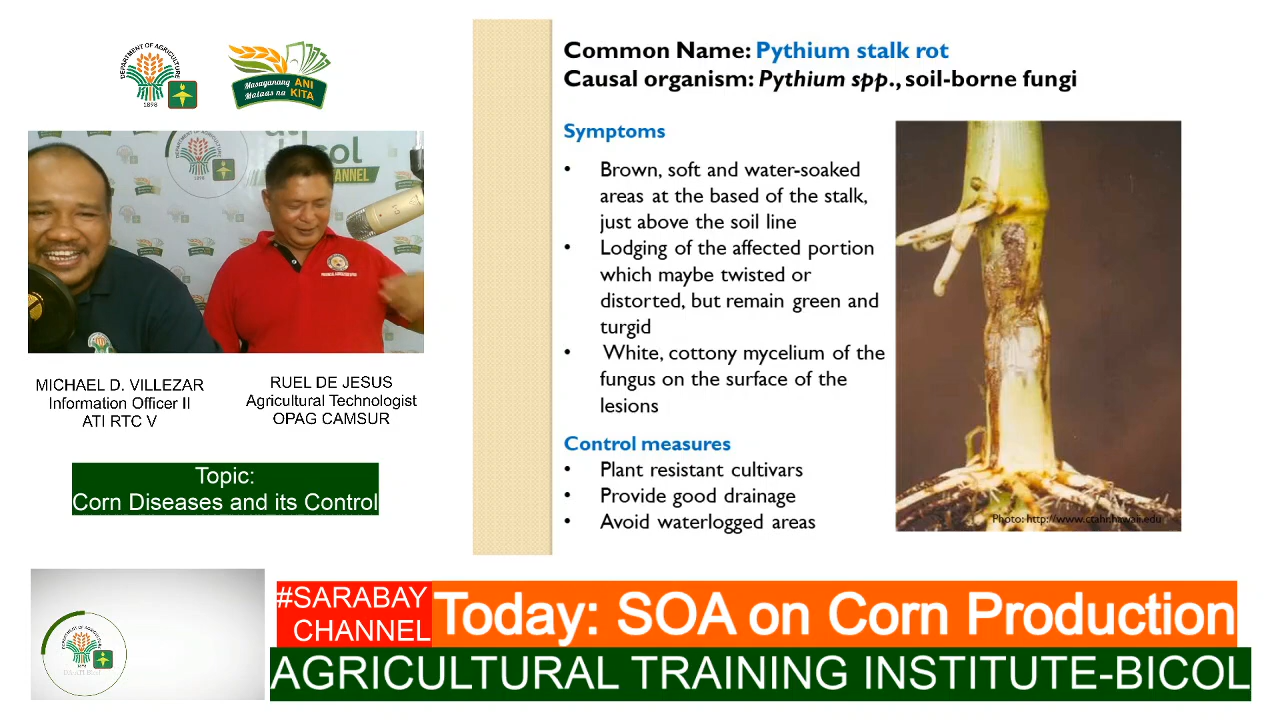 DEPARTMENT OF AGRICULTURE
1898
Masaganang ANI
Mataas na KITA
Common Name: Pythium stalk rot
Causal organism: Pythium spp., soil-borne fungi
Symptoms
• Brown, soft and water-soaked
areas at the based of the stalk,
just above the soil line
• Lodging of the affected portion
which maybe twisted or
distorted, but remain green and
turgid
• White, cottony mycelium of the
fungus on the surface of the
lesions
Control measures
• Plant resistant cultivars
• Provide good drainage
• Avoid waterlogged areas
Photo: http://www.ctahr.hawaii.edu
MICHAEL D. VILLEZAR
Information Officer II
ATI RTC V
RUEL DE JESUS
Agricultural Technologist
OPAG CAMSUR
Topic:
Corn Diseases and its Control
#SARABAY
CHANNEL
Today: SOA on Corn Production
AGRICULTURAL TRAINING INSTITUTE-BICOL